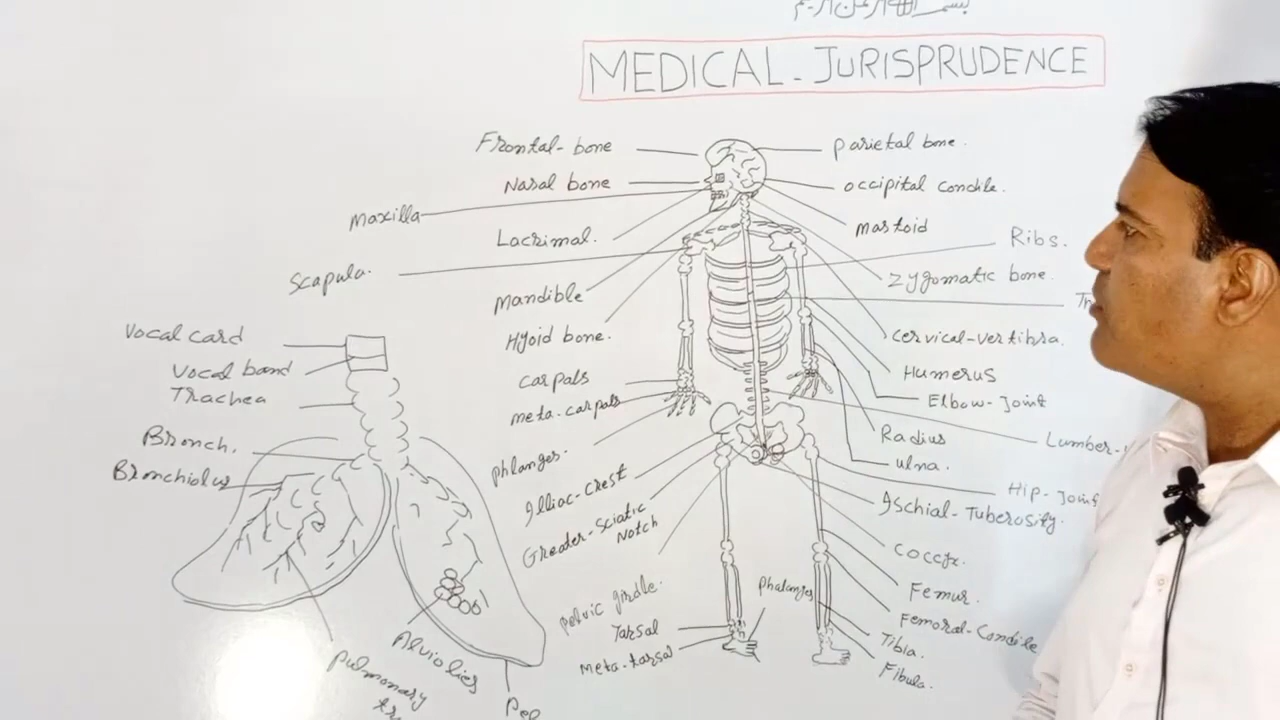 بسم الله الرحمن الرحیم
MEDICAL - JURISPRUDENCE
Frontal - bone
Nasal bone
Maxilla
Lacrimal.
Scapula.
Mandible
Hyoid bone.
Carpals
meta-carpals
phlanges.
Illiac-crest
Greater-Sciatic
Notch
Pelvic girdle.
Tarsal
Meta-tarsal
Phalanges
Parietal bone.
Occipital Condile.
Mastoid
Ribs.
Zygomatic bone.
Cervical-vertibra.
Humerus
Elbow-Joint
Radius
Ulna.
Lumber-
Hip-Joint
Ischial-Tuberosity.
Coccyx.
Femur.
Femoral-Condile
Tibia.
Fibula.
Vocal card
Vocal band
Trachea
Bronch.
Bronchiolus
Alviolies
Pulmonary